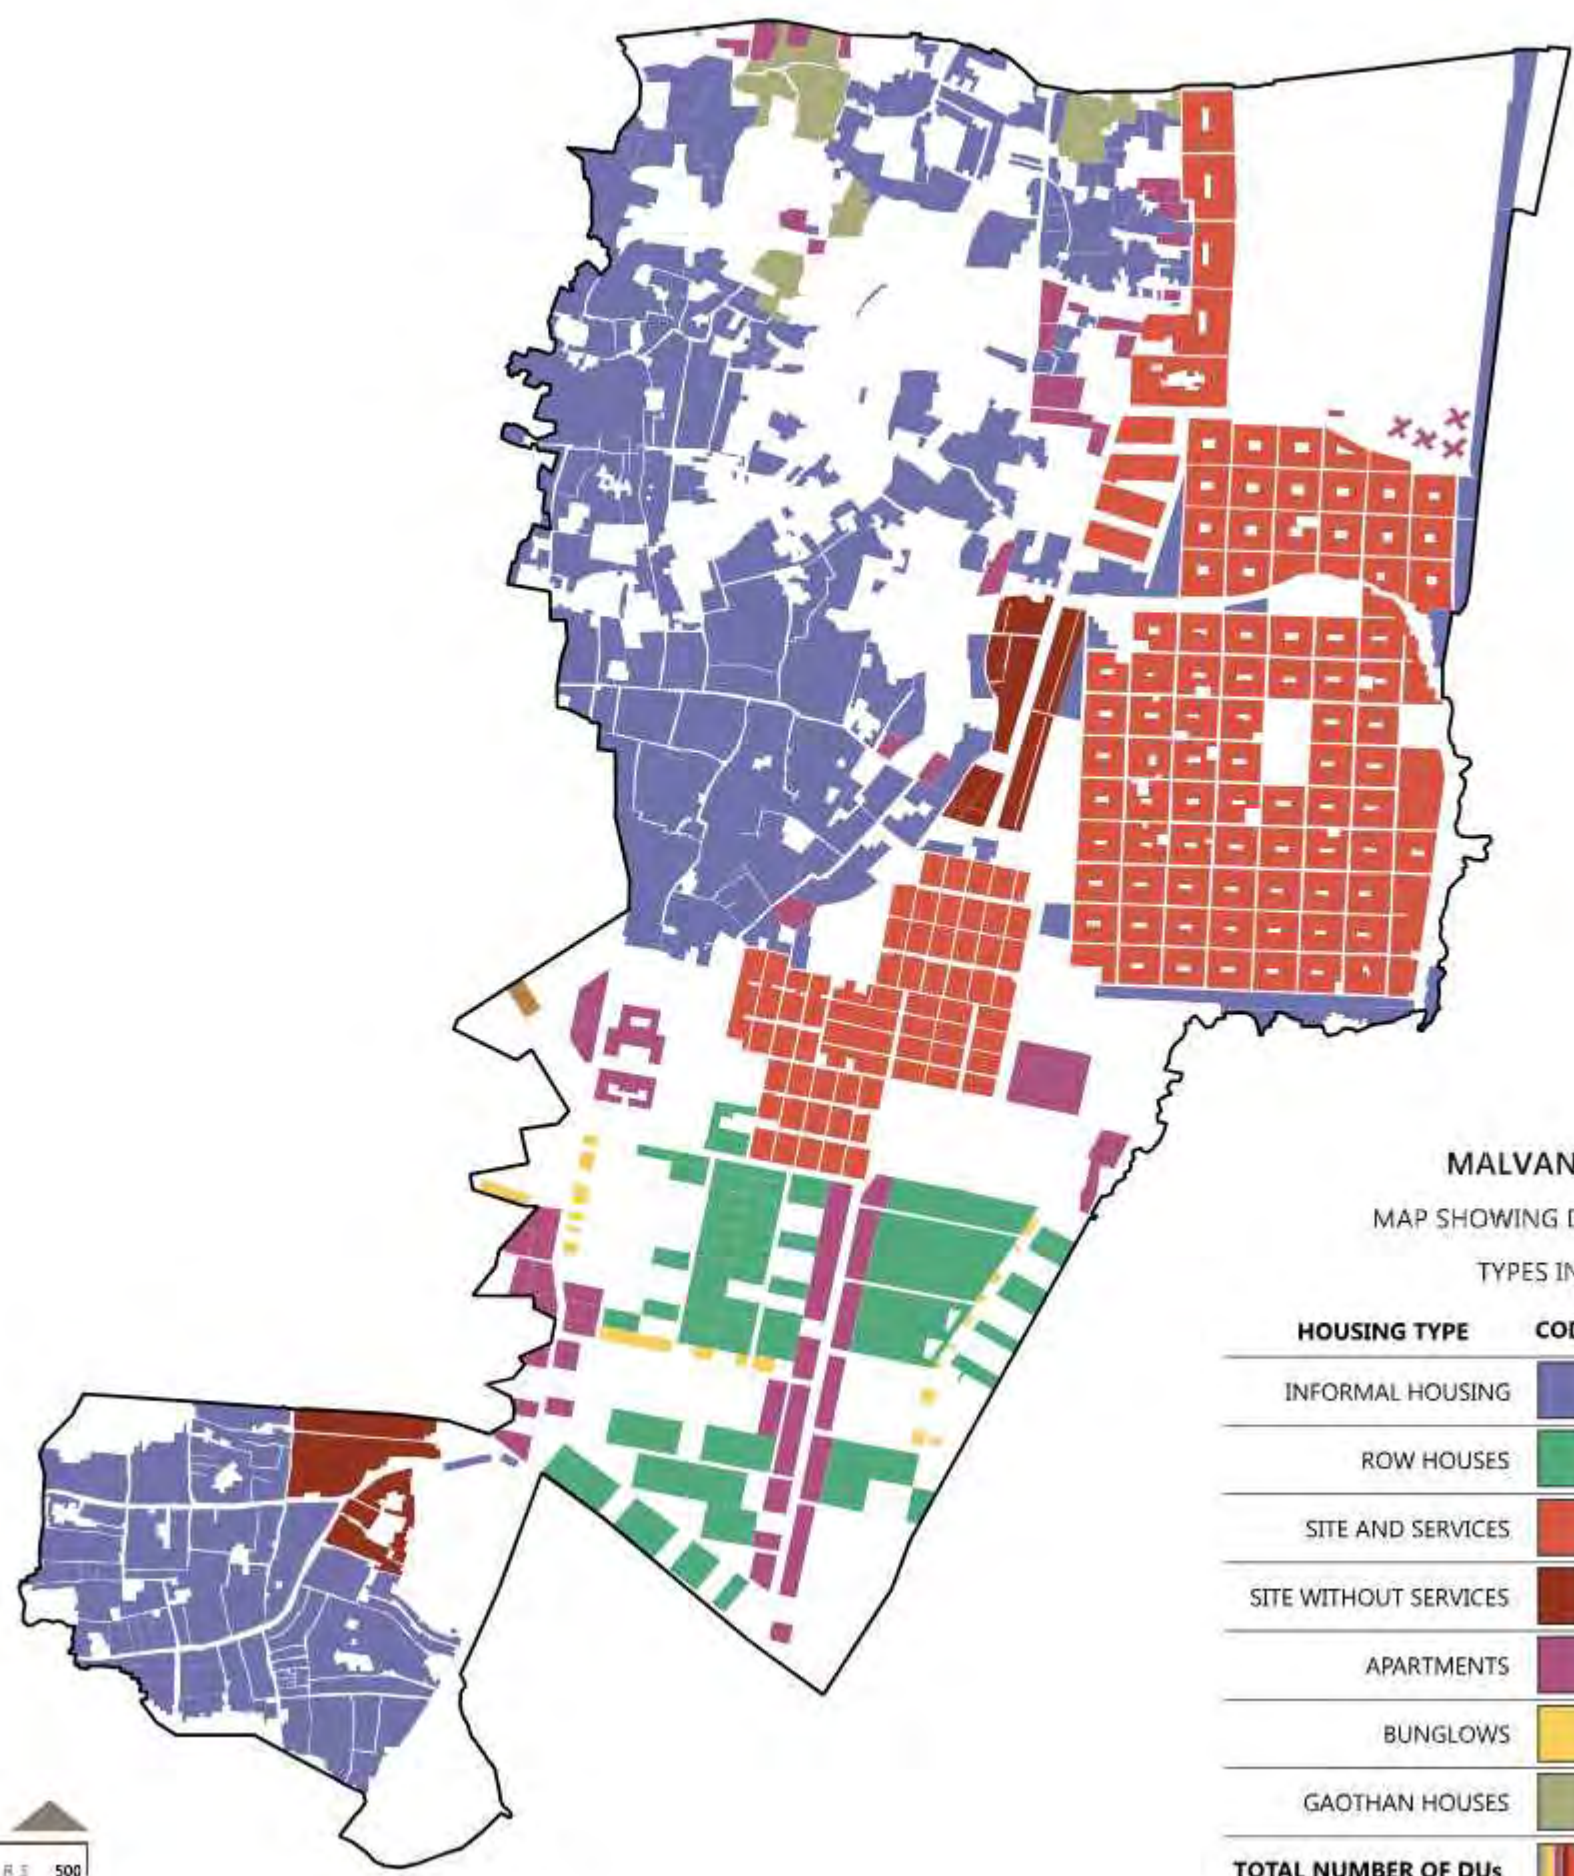 MALVAN
MAP SHOWING D
TYPES IN
HOUSING TYPE COD
INFORMAL HOUSING
ROW HOUSES
SITE AND SERVICES
SITE WITHOUT SERVICES
APARTMENTS
BUNGLOWS
GAOTHAN HOUSES
TOTAL NUMBER OF DUs
R S 500